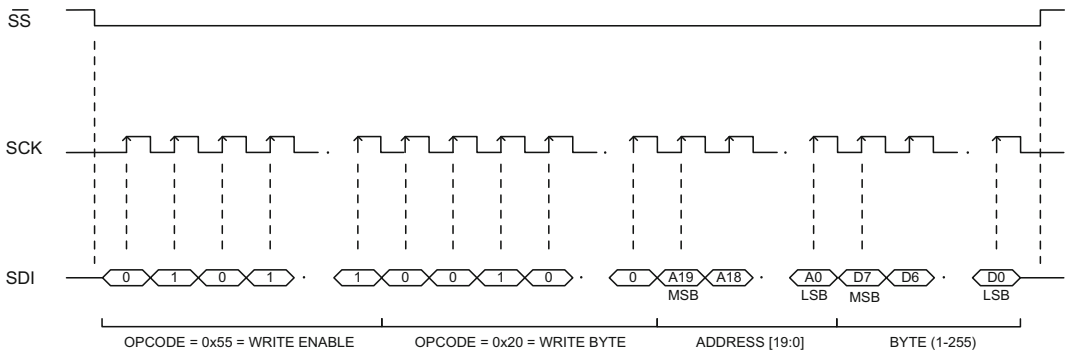 SS
SCK
SDI
0 1 0 1 · 1 0 0 1 0 · 0 A19 A18 · A0 D7 D6 · D0
MSB LSB MSB LSB
OPCODE = 0x55 = WRITE ENABLE OPCODE = 0x20 = WRITE BYTE ADDRESS [19:0] BYTE (1-255)